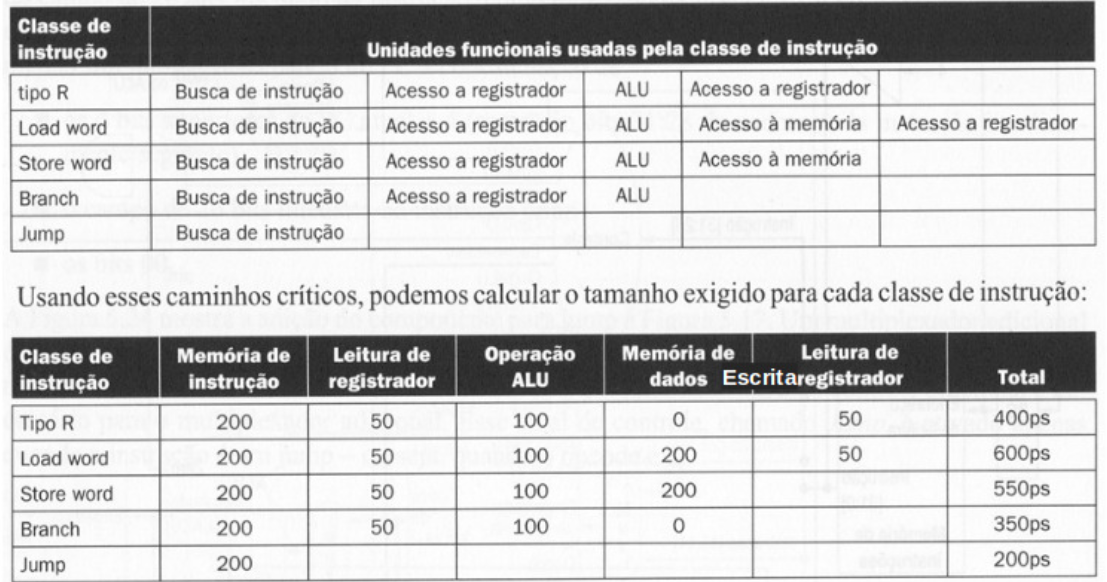 Classe de instrução Unidades funcionais usadas pela classe de instrução
tipo R Busca de instrução Acesso a registrador ALU Acesso a registrador
Load word Busca de instrução Acesso a registrador ALU Acesso à memória Acesso a registrador
Store word Busca de instrução Acesso a registrador ALU Acesso à memória
Branch Busca de instrução Acesso a registrador ALU
Jump Busca de instrução
Usando esses caminhos críticos, podemos calcular o tamanho exigido para cada classe de instrução:
Classe de instrução Memória de instrução Leitura de registrador Operação ALU Memória de dados Leitura de Escrita registrador Total
Tipo R 200 50 100 0 50 400ps
Load word 200 50 100 200 50 600ps
Store word 200 50 100 200 550ps
Branch 200 50 100 0 350ps
Jump 200 200ps